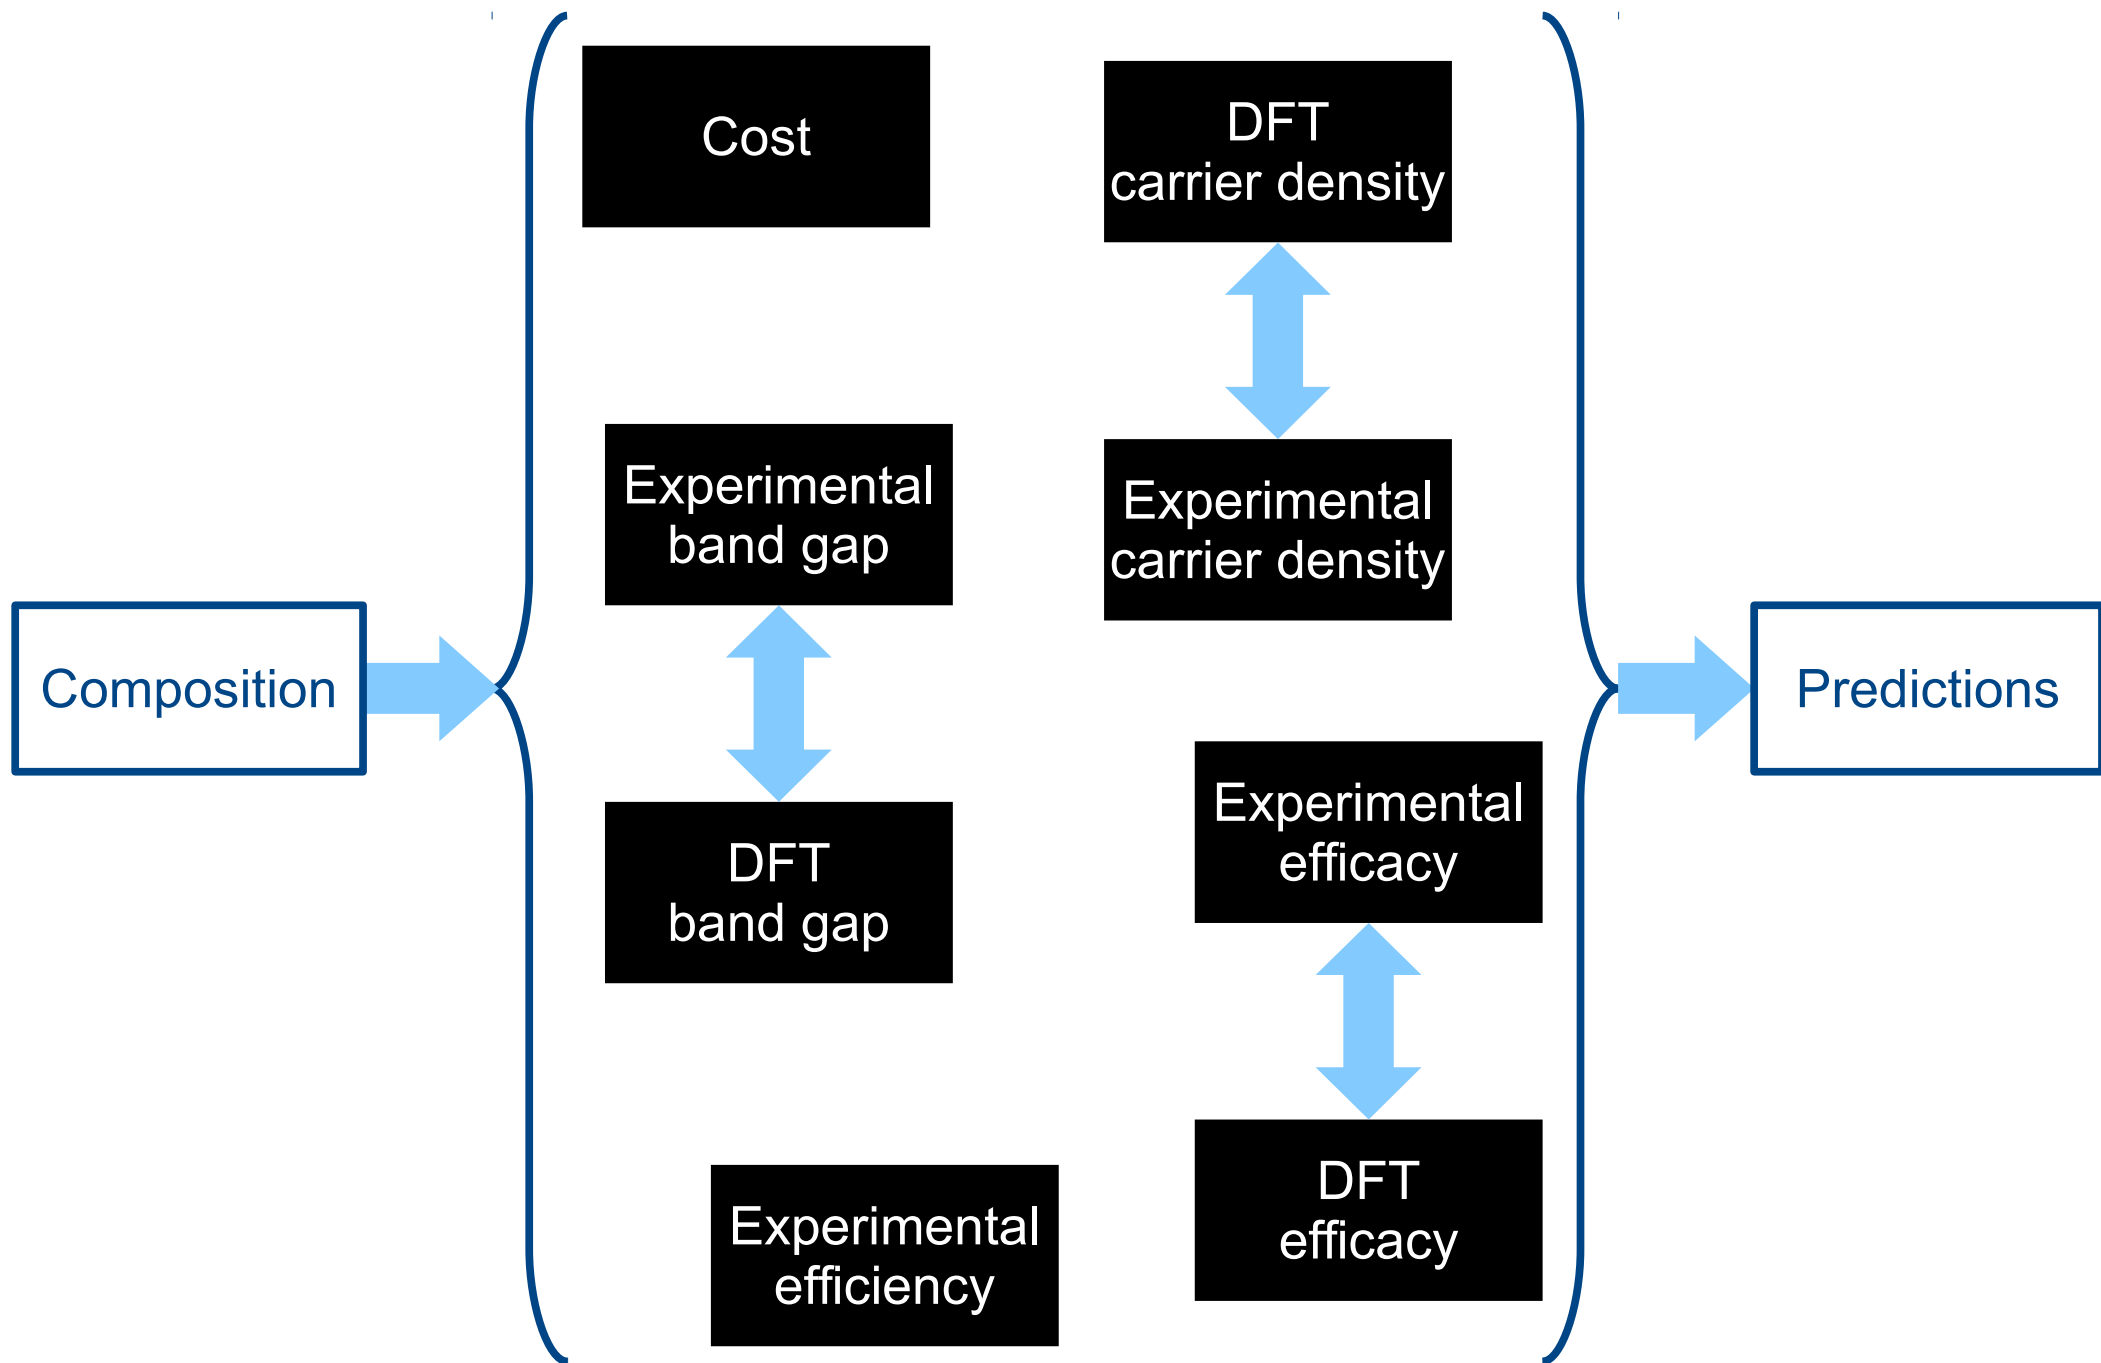 Composition
Cost
Experimental
band gap
DFT
band gap
Experimental
efficiency
DFT
carrier density
Experimental
carrier density
Experimental
efficacy
DFT
efficacy
Predictions